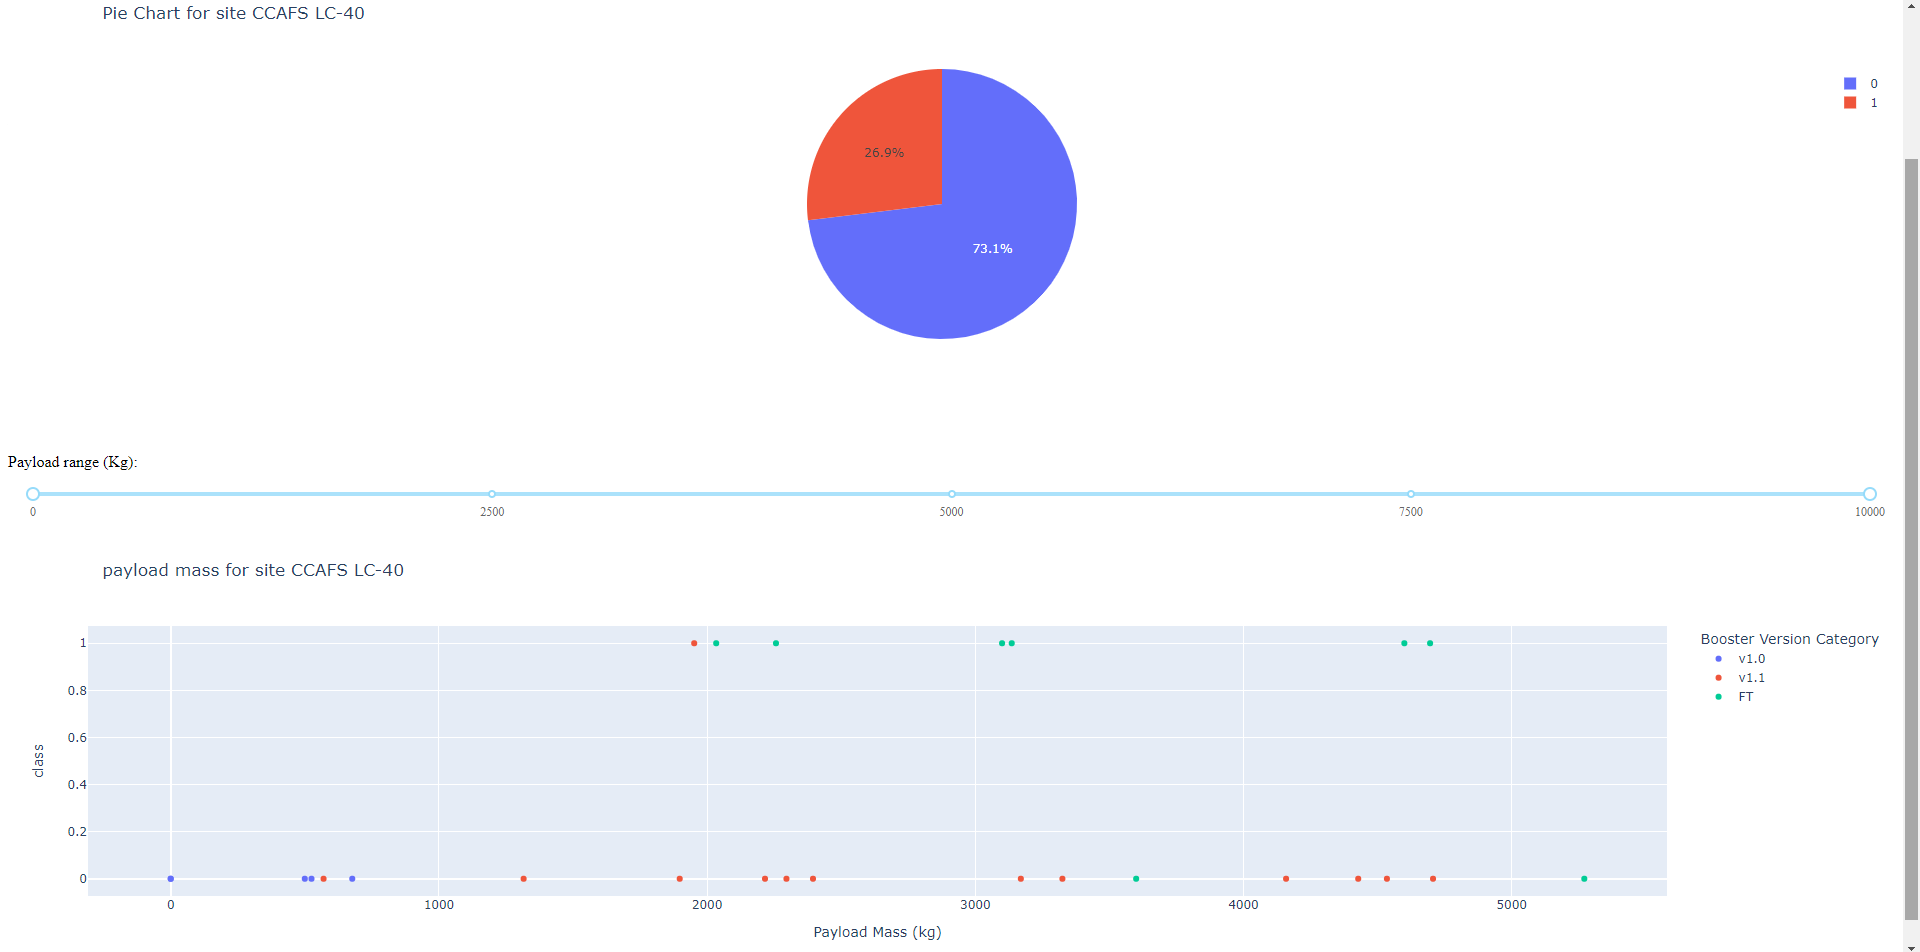 Pie Chart for site CCAFS LC-40
0
1
26.9%
73.1%
Payload range (Kg):
0 2500 5000 7500 10000
payload mass for site CCAFS LC-40
Booster Version Category
v1.0
v1.1
FT
class
1
0.8
0.6
0.4
0.2
0
0 1000 2000 3000 4000 5000
Payload Mass (kg)